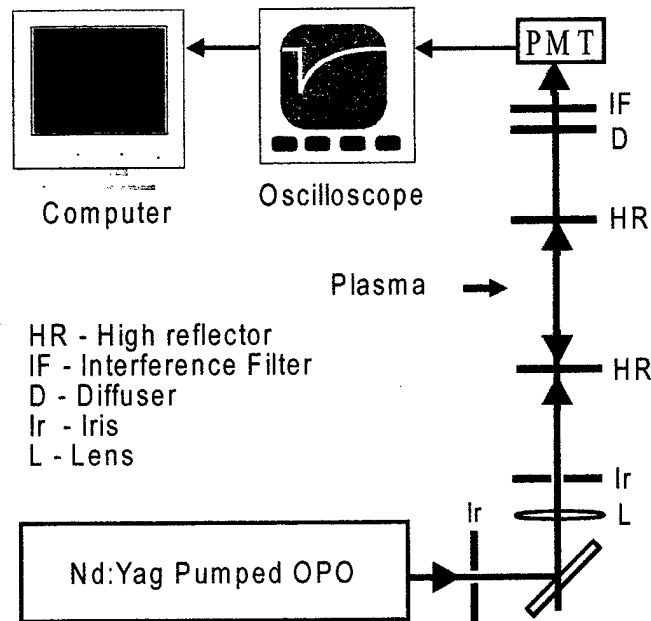 PMT
IF
D
Computer
Oscilloscope
HR
Plasma
HR - High reflector
IF - Interference Filter
D - Diffuser
Ir - Iris
L - Lens
HR
Ir
Ir
L
Nd:Yag Pumped OPO